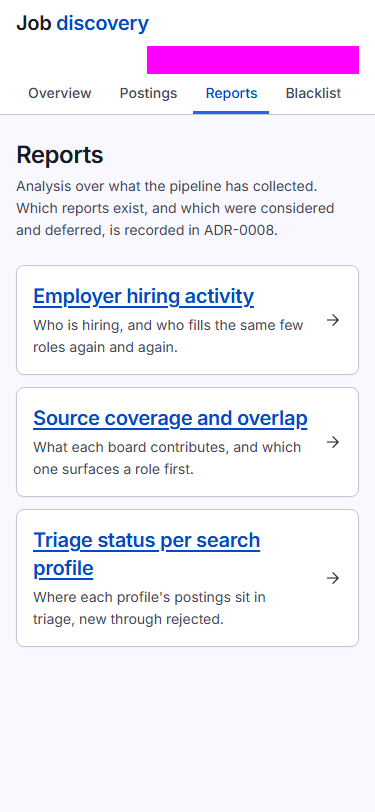 Job discovery
Overview Postings Reports Blacklist
Reports
Analysis over what the pipeline has collected.
Which reports exist, and which were considered
and deferred, is recorded in ADR-0008.
Employer hiring activity
Who is hiring, and who fills the same few
roles again and again.
Source coverage and overlap
What each board contributes, and which
one surfaces a role first.
Triage status per search
profile
Where each profile's postings sit in
triage, new through rejected.